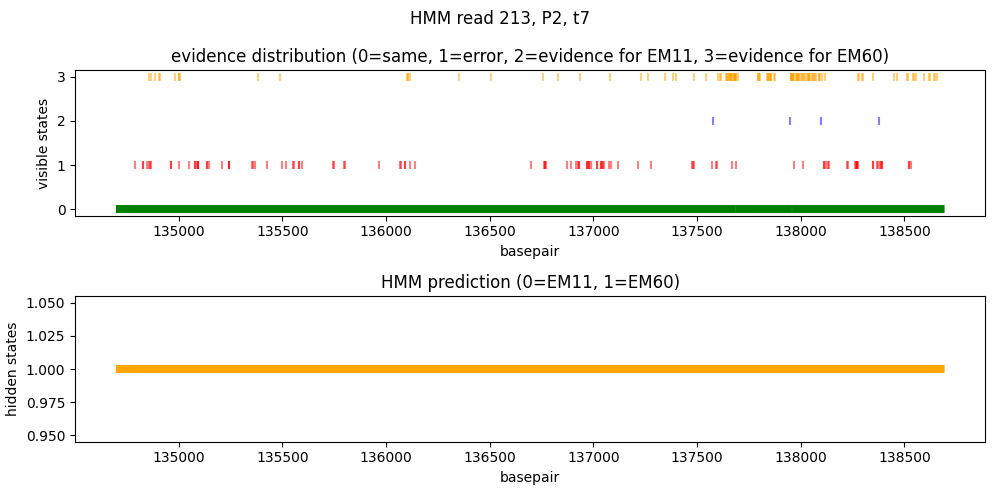 HMM read 213, P2, t7
evidence distribution (0=same, 1=error, 2=evidence for EM11, 3=evidence for EM60)
visible states
3
2
1
0
135000 135500 136000 136500 137000 137500 138000 138500
basepair
HMM prediction (0=EM11, 1=EM60)
hidden states
1.050
1.025
1.000
0.975
0.950
135000 135500 136000 136500 137000 137500 138000 138500
basepair